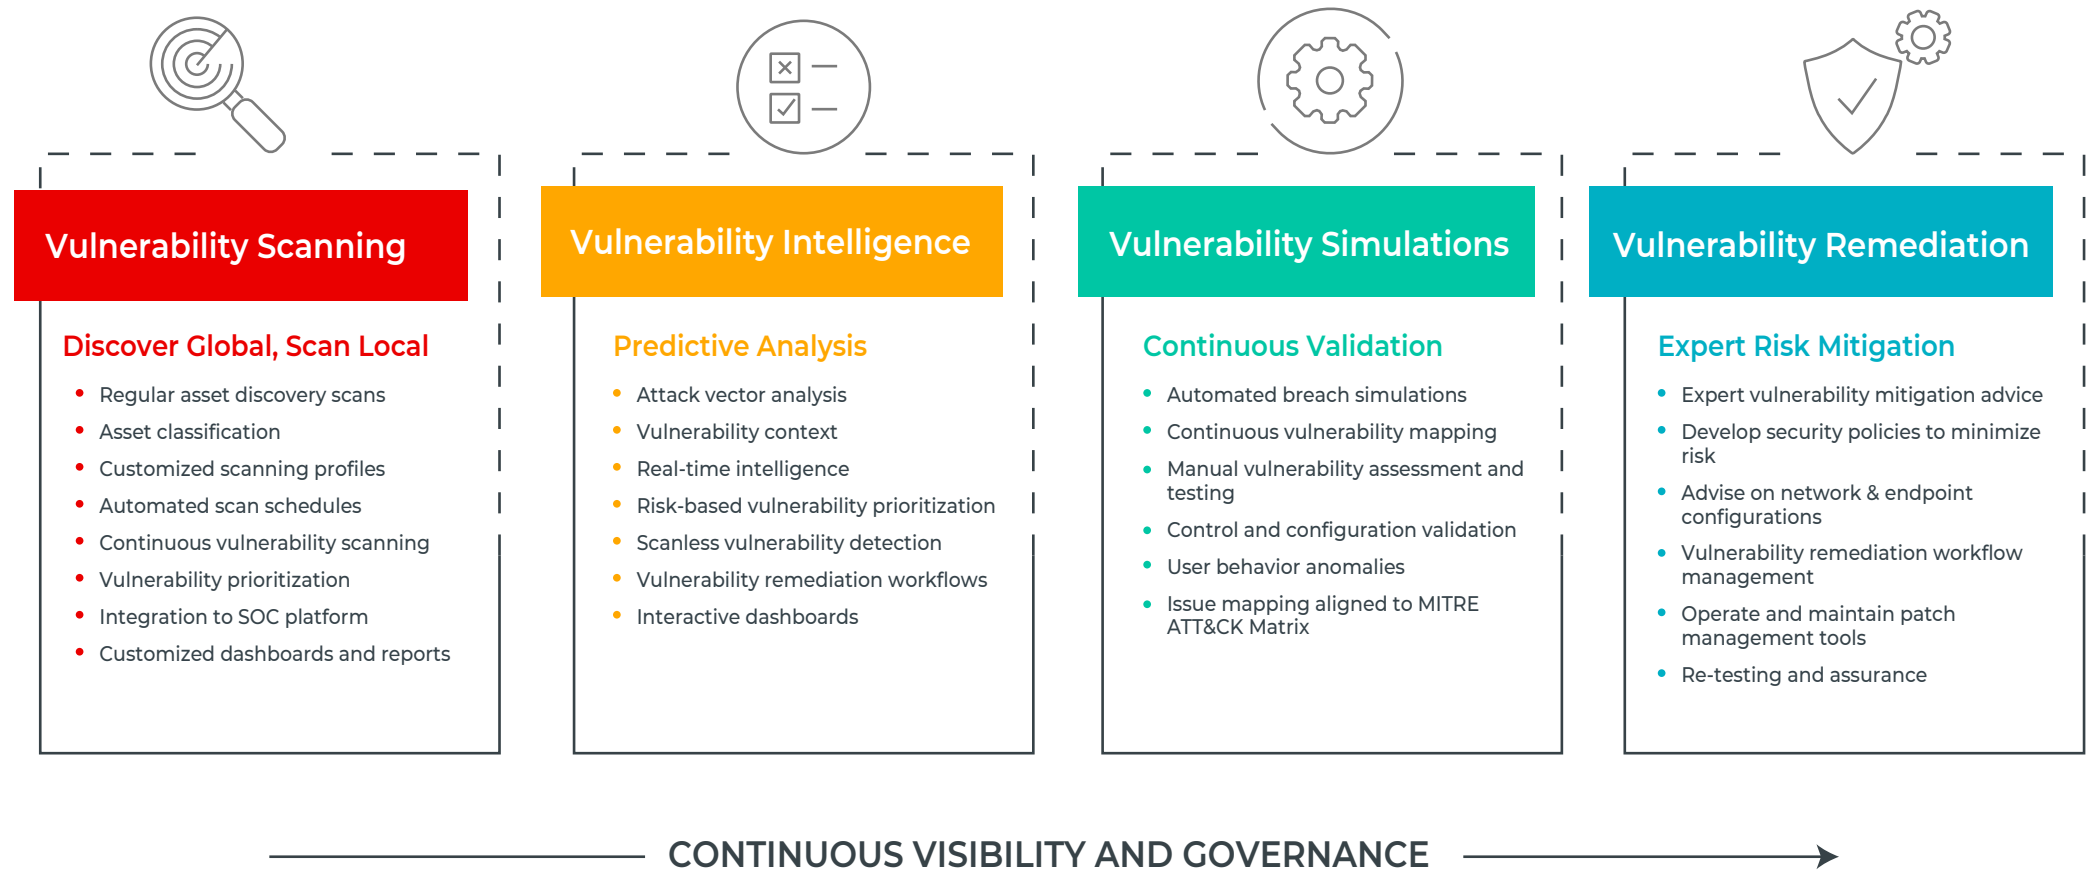 Vulnerability Scanning
Discover Global, Scan Local
Regular asset discovery scans
Asset classification
Customized scanning profiles
Automated scan schedules
Continuous vulnerability scanning
Vulnerability prioritization
Integration to SOC platform
Customized dashboards and reports
Vulnerability Intelligence
Predictive Analysis
Attack vector analysis
Vulnerability context
Real-time intelligence
Risk-based vulnerability prioritization
Scanless vulnerability detection
Vulnerability remediation workflows
Interactive dashboards
Vulnerability Simulations
Continuous Validation
Automated breach simulations
Continuous vulnerability mapping
Manual vulnerability assessment and
testing
Control and configuration validation
User behavior anomalies
Issue mapping aligned to MITRE
ATT&CK Matrix
Vulnerability Remediation
Expert Risk Mitigation
Expert vulnerability mitigation advice
Develop security policies to minimize
risk
Advise on network & endpoint
configurations
Vulnerability remediation workflow
management
Operate and maintain patch
management tools
Re-testing and assurance
CONTINUOUS VISIBILITY AND GOVERNANCE